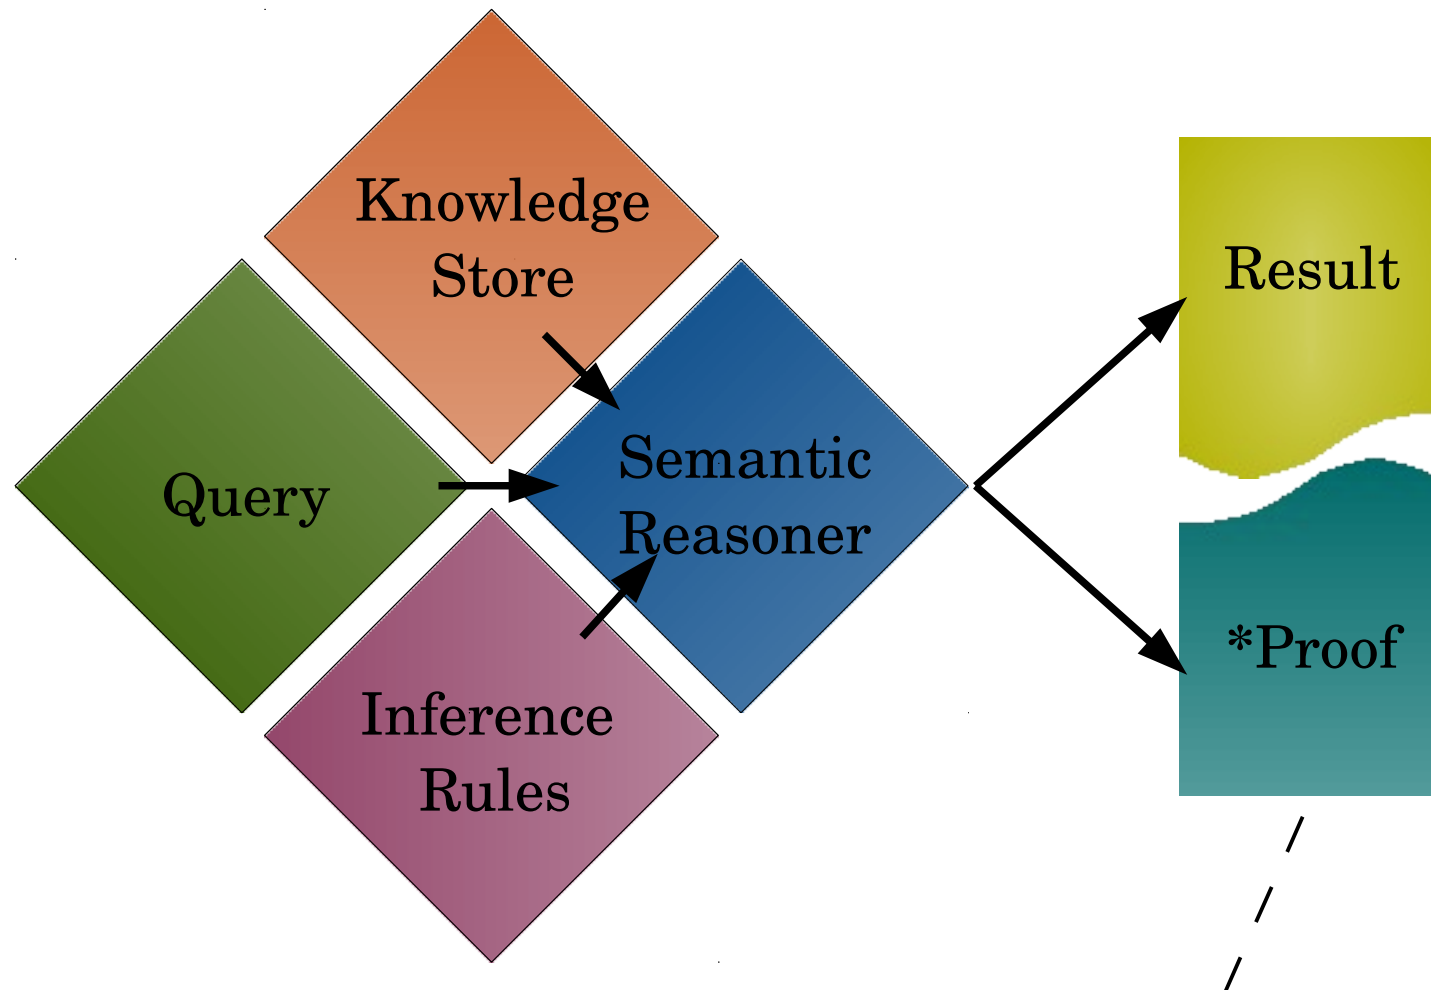 Knowledge
Store
Query
Semantic
Reasoner
Inference
Rules
Result
*Proof